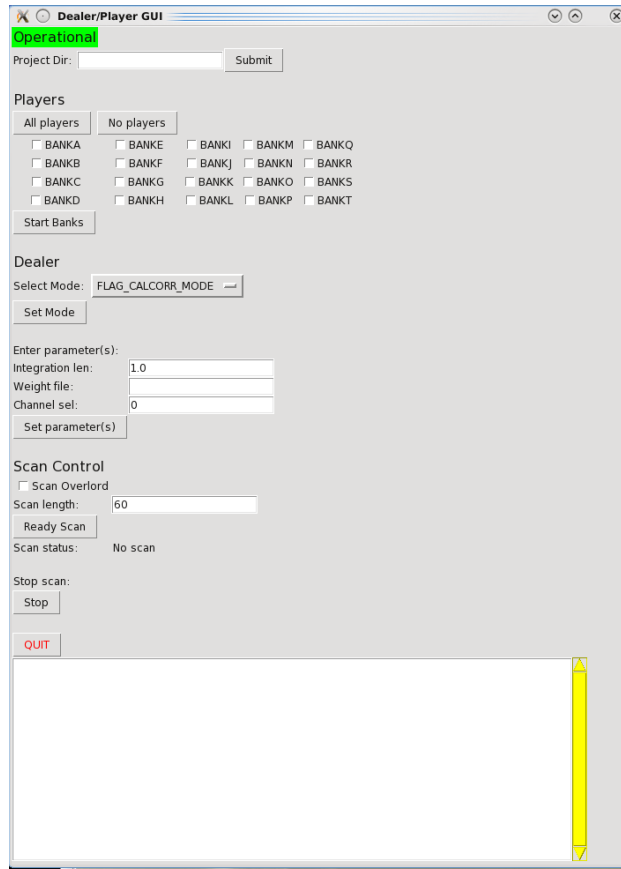 Dealer/Player GUI
Operational
Project Dir: Submit
Players
All players No players
BANKA BANKE BANKI BANKM BANKQ
BANKB BANKF BANKJ BANKN BANKR
BANKC BANKG BANKK BANKO BANKS
BANKD BANKH BANKL BANKP BANKT
Start Banks
Dealer
Select Mode: FLAG_CALCORR_MODE
Set Mode
Enter parameter(s):
Integration len: 1.0
Weight file:
Channel sel: 0
Set parameter(s)
Scan Control
Scan Overlord
Scan length: 60
Ready Scan
Scan status: No scan
Stop scan:
Stop
QUIT